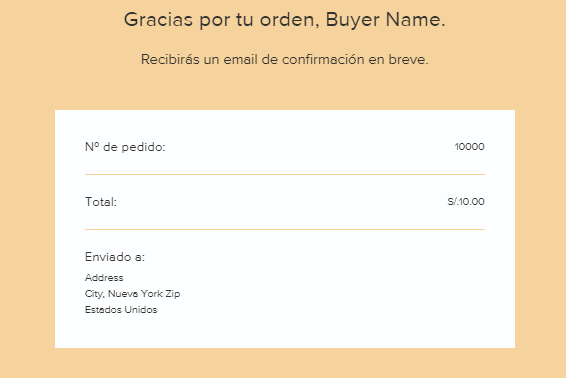 Gracias por tu orden, Buyer Name.
Recibirás un email de confirmación en breve.
Nº de pedido: 10000
Total: S/.10.00
Enviado a:
Address
City, Nueva York Zip
Estados Unidos